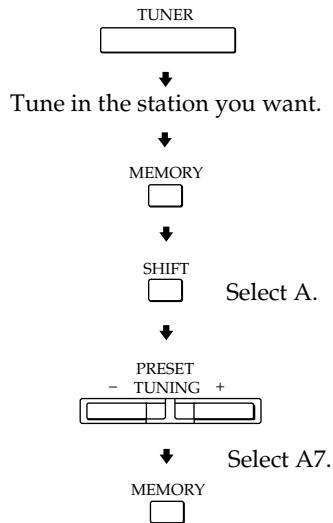 TUNER
Tune in the station you want.
MEMORY
SHIFT
Select A.
PRESET
– TUNING +
Select A7.
MEMORY